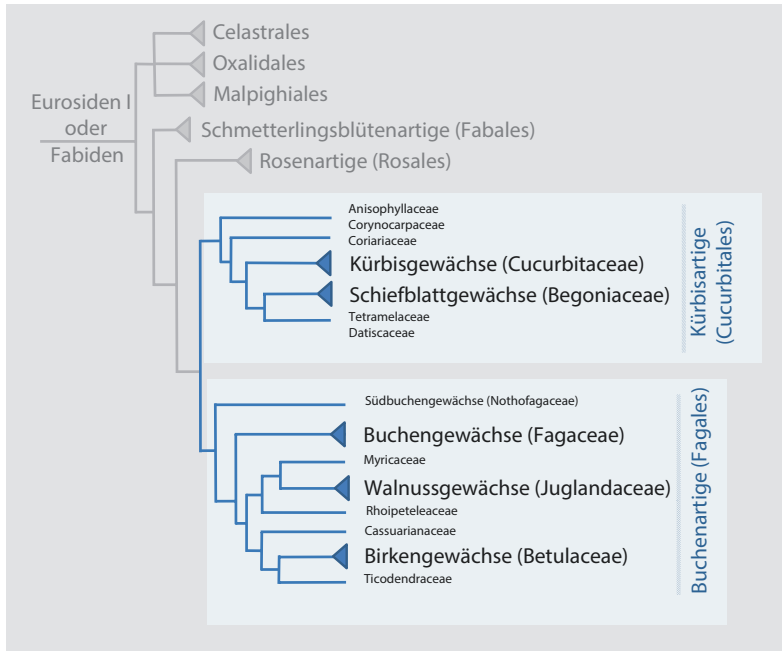 Celastrales
Oxalidales
Malpighiales
Eurosiden I
oder
Fabiden
Schmetterlingsblütenartige (Fabales)
Rosenartige (Rosales)
Anisophyllaceae
Corynocarpaceae
Coriariaceae
Kürbisgewächse (Cucurbitaceae)
Schiefblattgewächse (Begoniaceae)
Tetramelaceae
Datiscaceae
Kürbisartige
(Cucurbitales)
Südbuchengewächse (Nothofagaceae)
Buchengewächse (Fagaceae)
Myricaceae
Walnussgewächse (Juglandaceae)
Rhoipeteleaceae
Cassuarianaceae
Birkengewächse (Betulaceae)
Ticodendraceae
Buchenartige (Fagales)